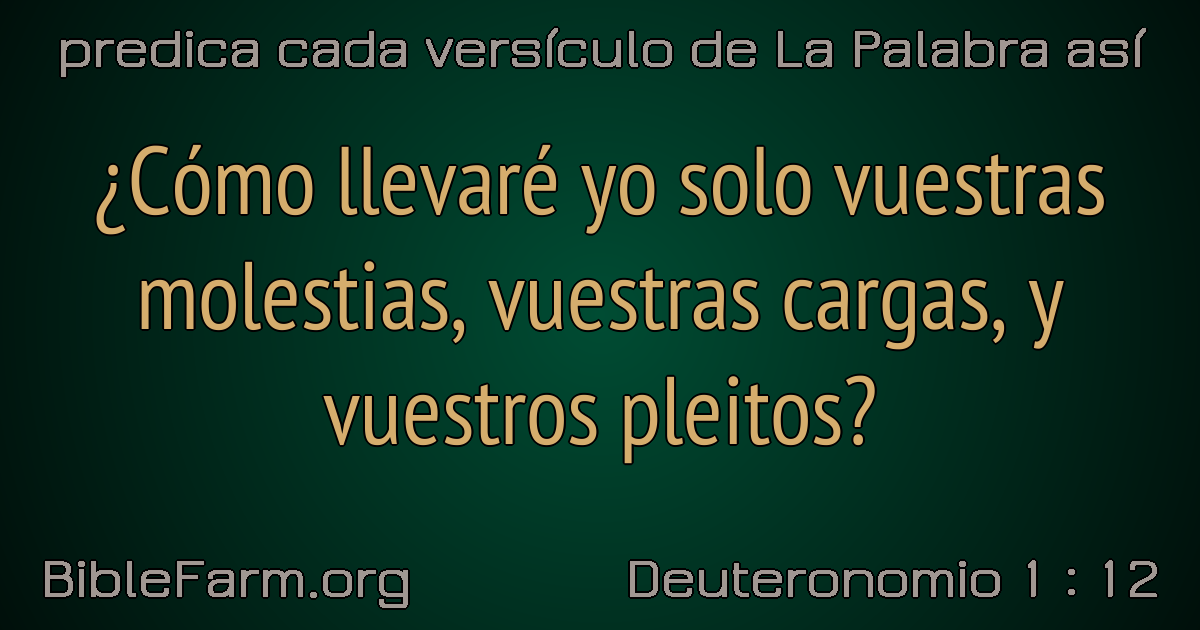 predica cada versículo de La Palabra así
¿Cómo llevaré yo solo vuestras
molestias, vuestras cargas, y
vuestros pleitos?
BibleFarm.org
Deuteronomio 1 : 12